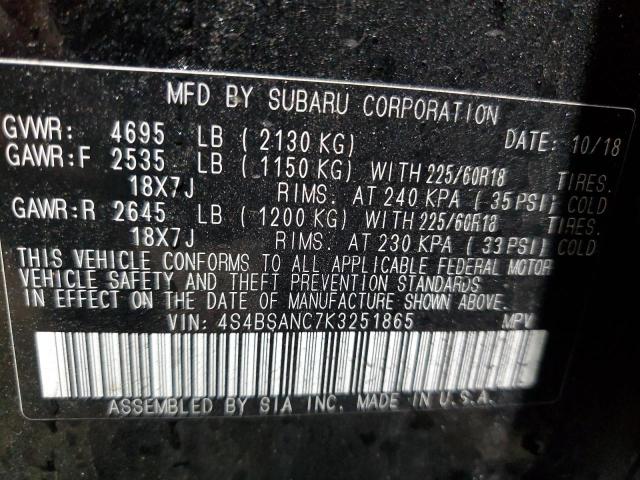 MFD BY SUBARU CORPORATION
GVWR: 4695 LB ( 2130 KG) DATE: 10/18
GAWR:F 2535 LB ( 1150 KG) WITH 225/60R18 TIRES.
18X7J RIMS. AT 240 KPA ( 35 PSI) COLD
GAWR:R 2645 LB ( 1200 KG) WITH 225/60R18 TIRES.
18X7J RIMS. AT 230 KPA ( 33 PSI) COLD
THIS VEHICLE CONFORMS TO ALL APPLICABLE FEDERAL MOTOR
VEHICLE SAFETY AND THEFT PREVENTION STANDARDS
IN EFFECT ON THE DATE OF MANUFACTURE SHOWN ABOVE.
VIN: 4S4BSANC7K3251865 MPV
ASSEMBLED BY SIA INC. MADE IN U.S.A.